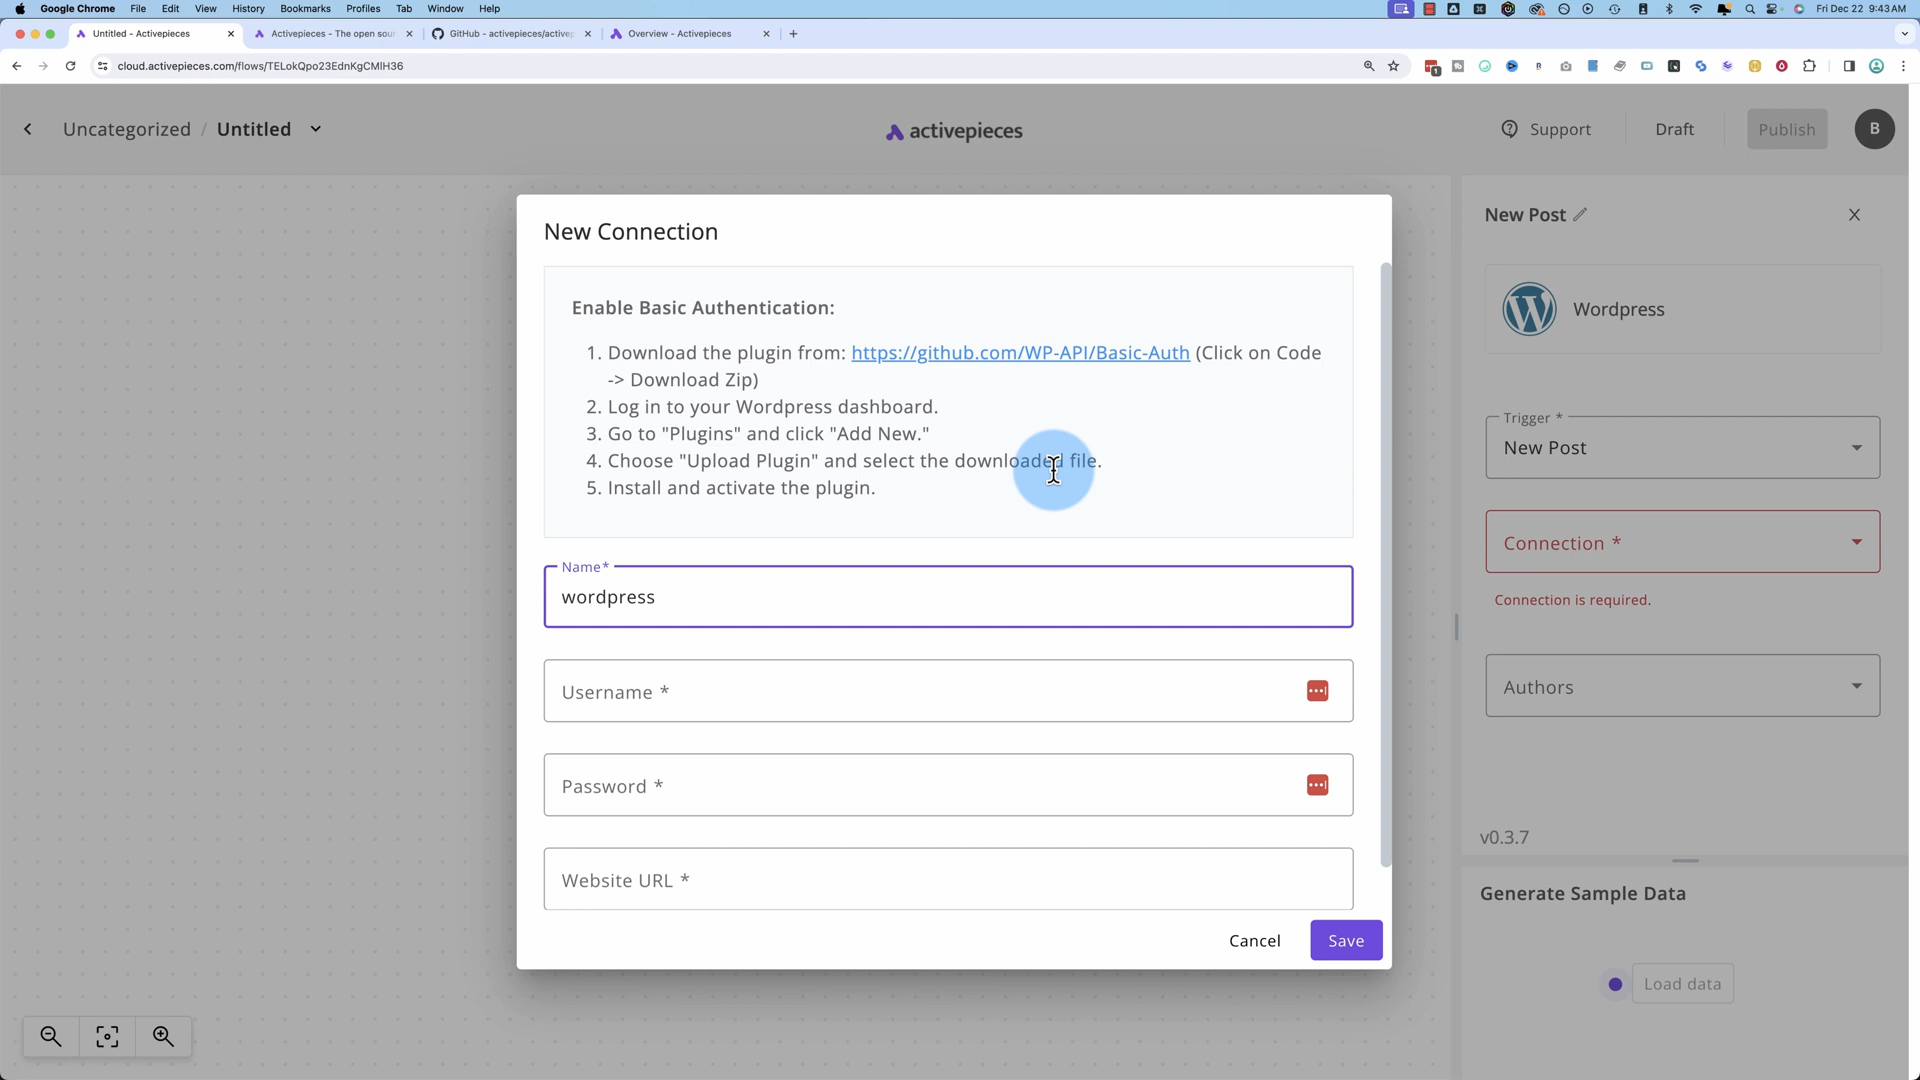 Google Chrome File Edit View History Bookmarks Profiles Tab Window Help Fri Dec 22 9:43 AM
Untitled - Activepieces Activepieces - The open sour GitHub - activepieces/activep Overview - Activepieces
cloud.activepieces.com/flows/TELokQpo23EdnKgCMlH36
Uncategorized / Untitled
activepieces
Support Draft Publish B
New Connection
Enable Basic Authentication:
1. Download the plugin from: https://github.com/WP-API/Basic-Auth (Click on Code
-> Download Zip)
2. Log in to your Wordpress dashboard.
3. Go to "Plugins" and click "Add New."
4. Choose "Upload Plugin" and select the downloaded file.
5. Install and activate the plugin.
Name*
wordpress
Username *
Password *
Website URL *
Cancel Save
New Post
Wordpress
Trigger *
New Post
Connection *
Connection is required.
Authors
v0.3.7
Generate Sample Data
Load data